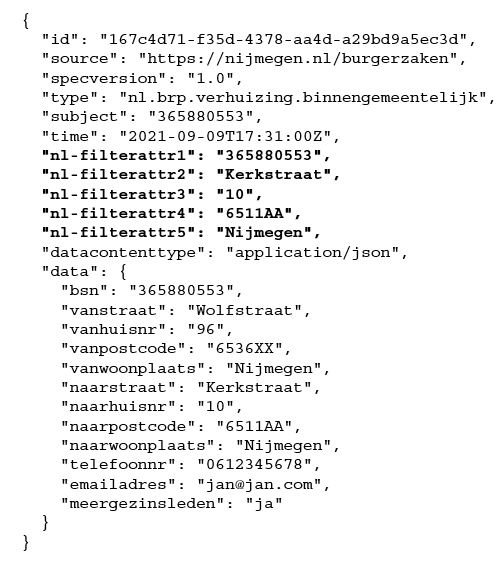 {
"id": "167c4d71-f35d-4378-aa4d-a29bd9a5ec3d",
"source": "https://nijmegen.nl/burgerzaken",
"specversion": "1.0",
"type": "nl.brp.verhuizing.binnengemeentelijk",
"subject": "365880553",
"time": "2021-09-09T17:31:00Z",
"nl-filterattr1": "365880553",
"nl-filterattr2": "Kerkstraat",
"nl-filterattr3": "10",
"nl-filterattr4": "6511AA",
"nl-filterattr5": "Nijmegen",
"datacontenttype": "application/json",
"data": {
"bsn": "365880553",
"vanstraat": "Wolfstraat",
"vanhuisnr": "96",
"vanpostcode": "6536XX",
"vanwoonplaats": "Nijmegen",
"naarstraat": "Kerkstraat",
"naarhuisnr": "10",
"naarpostcode": "6511AA",
"naarwoonplaats": "Nijmegen",
"telefoonnr": "0612345678",
"emailadres": "jan@jan.com",
"meergezinsleden": "ja"
}
}